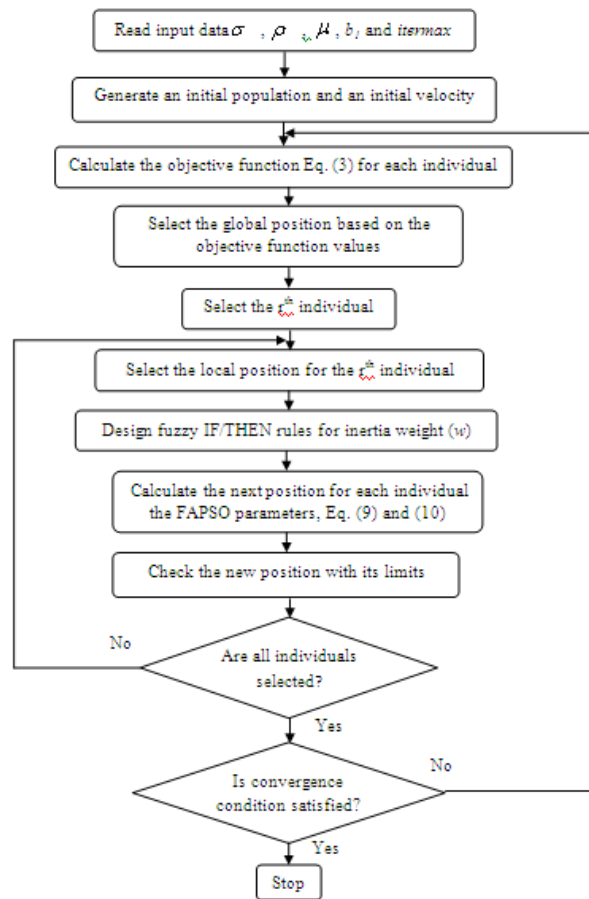 Read input data σ , ρ , μ, b₁ and itermax
Generate an initial population and an initial velocity
Calculate the objective function Eq. (3) for each individual
Select the global position based on the
objective function values
Select the rᵗʰ individual
Select the local position for the rᵗʰ individual
Design fuzzy IF/THEN rules for inertia weight (w)
Calculate the next position for each individual
the FAPSO parameters, Eq. (9) and (10)
Check the new position with its limits
No
Are all individuals
selected?
Yes
No
Is convergence
condition satisfied?
Yes
Stop